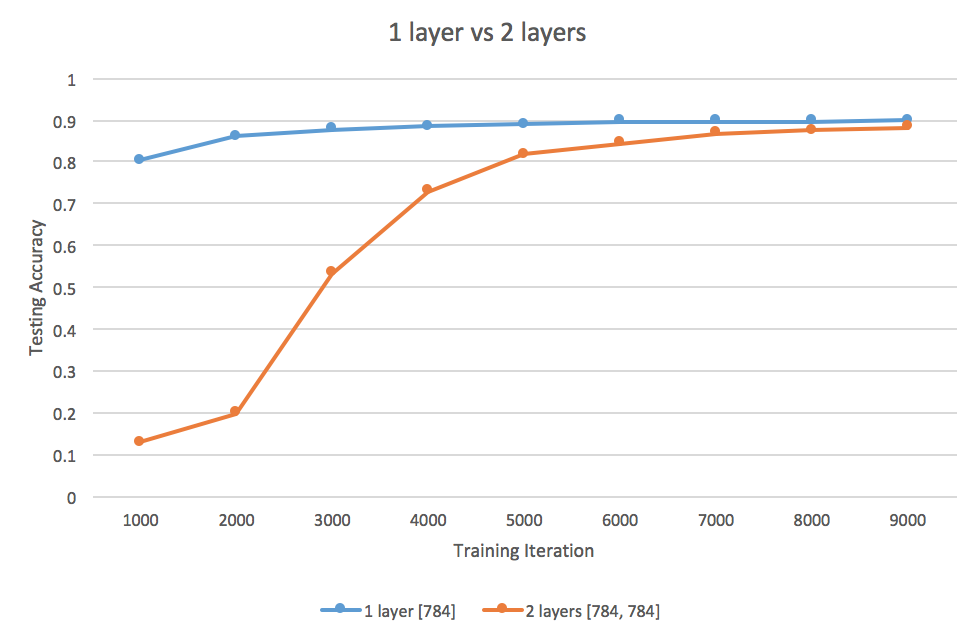 1 layer vs 2 layers
1
0.9
0.8
0.7
0.6
0.5
0.4
0.3
0.2
0.1
0
Testing Accuracy
1000 2000 3000 4000 5000 6000 7000 8000 9000
Training Iteration
1 layer [784] 2 layers [784, 784]